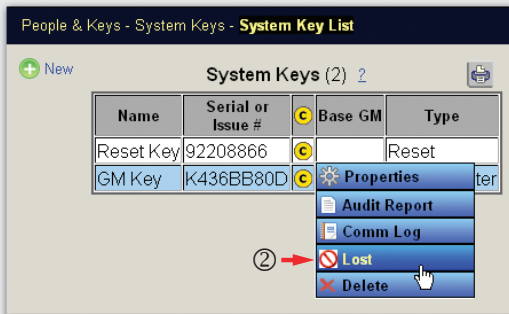 People & Keys - System Keys - System Key List
New
System Keys (2) ?
Name Serial or Issue # C Base GM Type
Reset Key 92208866 C Reset
GM Key K436BB80D C ter
Properties
Audit Report
Comm Log
② Lost
Delete